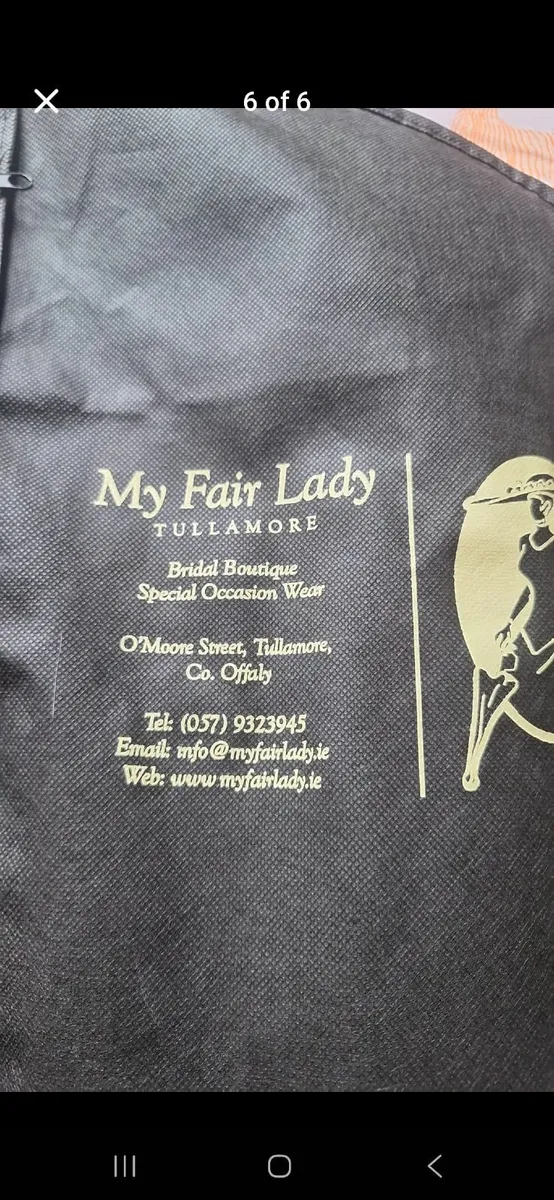 6 of 6
My Fair Lady
TULLAMORE
Bridal Boutique
Special Occasion Wear
O'Moore Street, Tullamore,
Co. Offaly
Tel: (057) 9323945
Email: info@myfairlady.ie
Web: www.myfairlady.ie